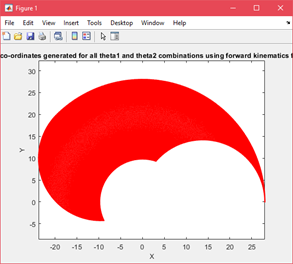 Figure 1
File Edit View Insert Tools Desktop Window Help
co-ordinates generated for all theta1 and theta2 combinations using forward kinematics
30
25
20
15
10
5
0
-5
Y
-20 -15 -10 -5 0 5 10 15 20 25
X